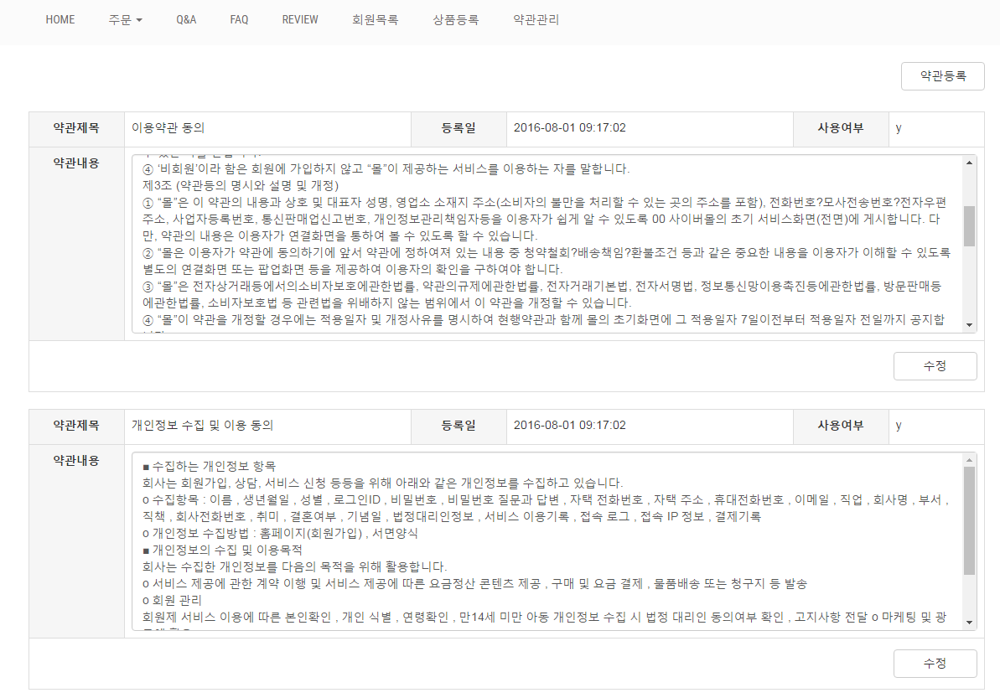 HOME 주문 Q&A FAQ REVIEW 회원목록 상품등록 약관관리
약관등록
약관제목 이용약관 동의 등록일 2016-08-01 09:17:02 사용여부 y
약관내용
④ ‘비회원’이라 함은 회원에 가입하지 않고 “몰”이 제공하는 서비스를 이용하는 자를 말합니다.
제3조 (약관등의 명시와 설명 및 개정)
① “몰”은 이 약관의 내용과 상호 및 대표자 성명, 영업소 소재지 주소(소비자의 불만을 처리할 수 있는 곳의 주소를 포함), 전화번호?모사전송번호?전자우편
주소, 사업자등록번호, 통신판매업신고번호, 개인정보관리책임자등을 이용자가 쉽게 알 수 있도록 00 사이버몰의 초기 서비스화면(전면)에 게시합니다. 다
만, 약관의 내용은 이용자가 연결화면을 통하여 볼 수 있도록 할 수 있습니다.
② “몰은 이용자가 약관에 동의하기에 앞서 약관에 정하여져 있는 내용 중 청약철회?배송책임?환불조건 등과 같은 중요한 내용을 이용자가 이해할 수 있도록
별도의 연결화면 또는 팝업화면 등을 제공하여 이용자의 확인을 구하여야 합니다.
③ “몰”은 전자상거래등에서의소비자보호에관한법률, 약관의규제에관한법률, 전자거래기본법, 전자서명법, 정보통신망이용촉진등에관한법률, 방문판매등
에관한법률, 소비자보호법 등 관련법을 위배하지 않는 범위에서 이 약관을 개정할 수 있습니다.
④ “몰”이 약관을 개정할 경우에는 적용일자 및 개정사유를 명시하여 현행약관과 함께 몰의 초기화면에 그 적용일자 7일이전부터 적용일자 전일까지 공지합
수정
약관제목 개인정보 수집 및 이용 동의 등록일 2016-08-01 09:17:02 사용여부 y
약관내용
■ 수집하는 개인정보 항목
회사는 회원가입, 상담, 서비스 신청 등등을 위해 아래와 같은 개인정보를 수집하고 있습니다.
o 수집항목 : 이름 , 생년월일 , 성별 , 로그인ID , 비밀번호 , 비밀번호 질문과 답변 , 자택 전화번호 , 자택 주소 , 휴대전화번호 , 이메일 , 직업 , 회사명 , 부서 ,
직책 , 회사전화번호 , 취미 , 결혼여부 , 기념일 , 법정대리인정보 , 서비스 이용기록 , 접속 로그 , 접속 IP 정보 , 결제기록
o 개인정보 수집방법 : 홈페이지(회원가입) , 서면양식
■ 개인정보의 수집 및 이용목적
회사는 수집한 개인정보를 다음의 목적을 위해 활용합니다.
o 서비스 제공에 관한 계약 이행 및 서비스 제공에 따른 요금정산 콘텐츠 제공 , 구매 및 요금 결제 , 물품배송 또는 청구지 등 발송
o 회원 관리
회원제 서비스 이용에 따른 본인확인 , 개인 식별 , 연령확인 , 만14세 미만 아동 개인정보 수집 시 법정 대리인 동의여부 확인 , 고지사항 전달 o 마케팅 및 광
수정